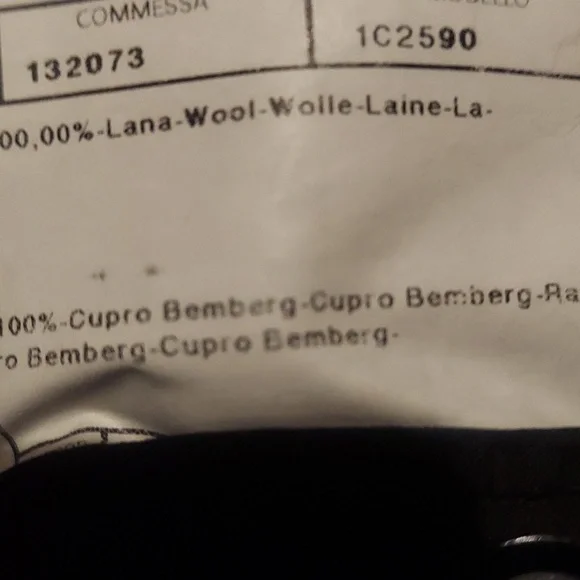 COMMESSA
132073
1C2590
00,00%-Lana-Wool-Wolle-Laine-La-
100%-Cupro Bemberg-Cupro Bemberg-Ra
ro Bemberg-Cupro Bemberg-